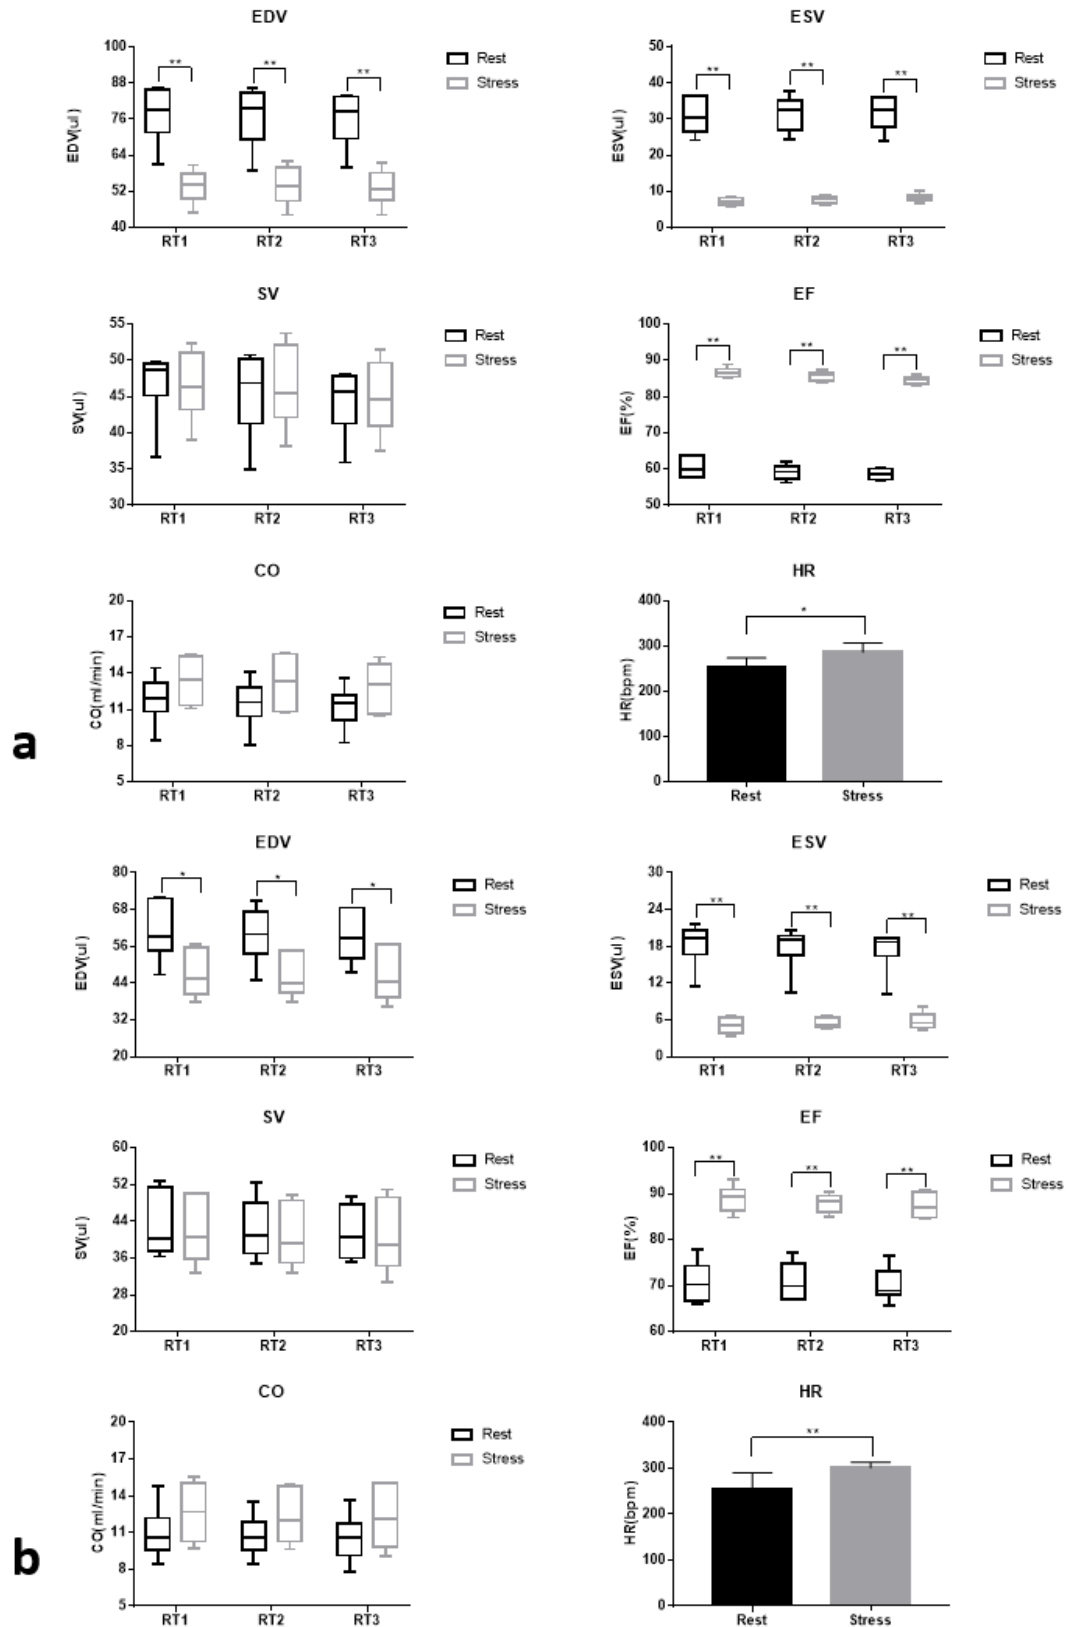 EDV
EDV(ul)
100
88
76
64
52
40
**
**
**
RT1
RT2
RT3
Rest
Stress
ESV
ESV(ul)
50
40
30
20
10
0
**
**
**
RT1
RT2
RT3
Rest
Stress
SV
SV(ul)
55
50
45
40
35
30
RT1
RT2
RT3
Rest
Stress
EF
EF(%)
100
90
80
70
60
50
**
**
**
RT1
RT2
RT3
Rest
Stress
CO
CO(ml/min)
20
17
14
11
8
5
RT1
RT2
RT3
Rest
Stress
HR
HR(bpm)
400
300
200
100
0
*
Rest
Stress
a
EDV
EDV(ul)
80
68
56
44
32
20
*
*
*
RT1
RT2
RT3
Rest
Stress
ESV
ESV(ul)
30
24
18
12
6
0
**
**
**
RT1
RT2
RT3
Rest
Stress
SV
SV(ul)
60
52
44
36
28
20
RT1
RT2
RT3
Rest
Stress
EF
EF(%)
100
90
80
70
60
**
**
**
RT1
RT2
RT3
Rest
Stress
CO
CO(ml/min)
20
17
14
11
8
5
RT1
RT2
RT3
Rest
Stress
HR
HR(bpm)
400
300
200
100
0
**
Rest
Stress
b